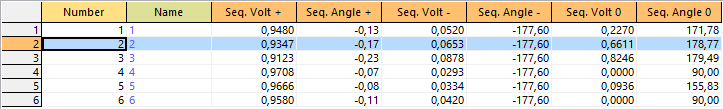 Number Name Seq. Volt + Seq. Angle + Seq. Volt - Seq. Angle - Seq. Volt 0 Seq. Angle 0
1 1 1 0,9480 -0,13 0,0520 -177,60 0,2270 171,78
2 2 2 0,9347 -0,17 0,0653 -177,60 0,6611 178,77
3 3 3 0,9123 -0,23 0,0878 -177,60 0,8246 179,49
4 4 4 0,9708 -0,07 0,0293 -177,60 0,0000 90,00
5 5 5 0,9666 -0,08 0,0334 -177,60 0,0936 155,83
6 6 6 0,9580 -0,11 0,0420 -177,60 0,0000 90,00